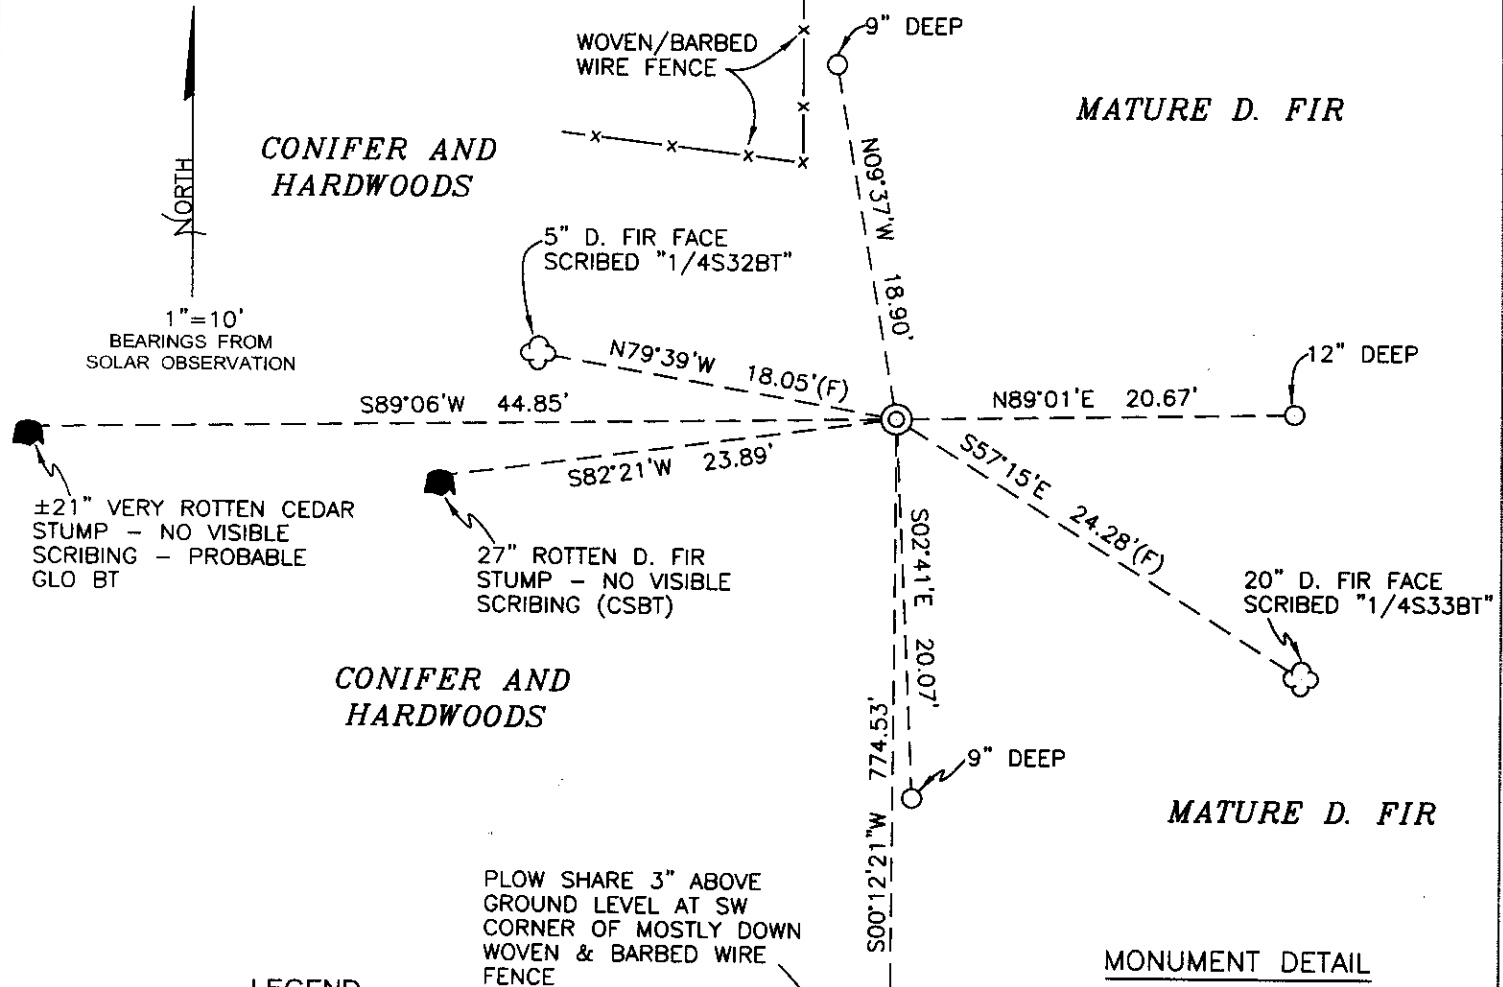 WOVEN/BARBED
WIRE FENCE
9" DEEP
MATURE D. FIR
CONIFER AND
HARDWOODS
NORTH
1"=10'
BEARINGS FROM
SOLAR OBSERVATION
5" D. FIR FACE
SCRIBED "1/4S32BT"
N09°37'W 18.90'
N79°39'W 18.05'(F)
12" DEEP
S89°06'W 44.85'
N89°01'E 20.67'
S82°21'W 23.89'
S57°15'E 24.28'(F)
±21" VERY ROTTEN CEDAR
STUMP - NO VISIBLE
SCRIBING - PROBABLE
GLO BT
27" ROTTEN D. FIR
STUMP - NO VISIBLE
SCRIBING (CSBT)
S02°41'E 20.07'
20" D. FIR FACE
SCRIBED "1/4S33BT"
CONIFER AND
HARDWOODS
S00°12'21"W 774.53'
9" DEEP
MATURE D. FIR
PLOW SHARE 3" ABOVE
GROUND LEVEL AT SW
CORNER OF MOSTLY DOWN
WOVEN & BARBED WIRE
FENCE
MONUMENT DETAIL
LEGEND